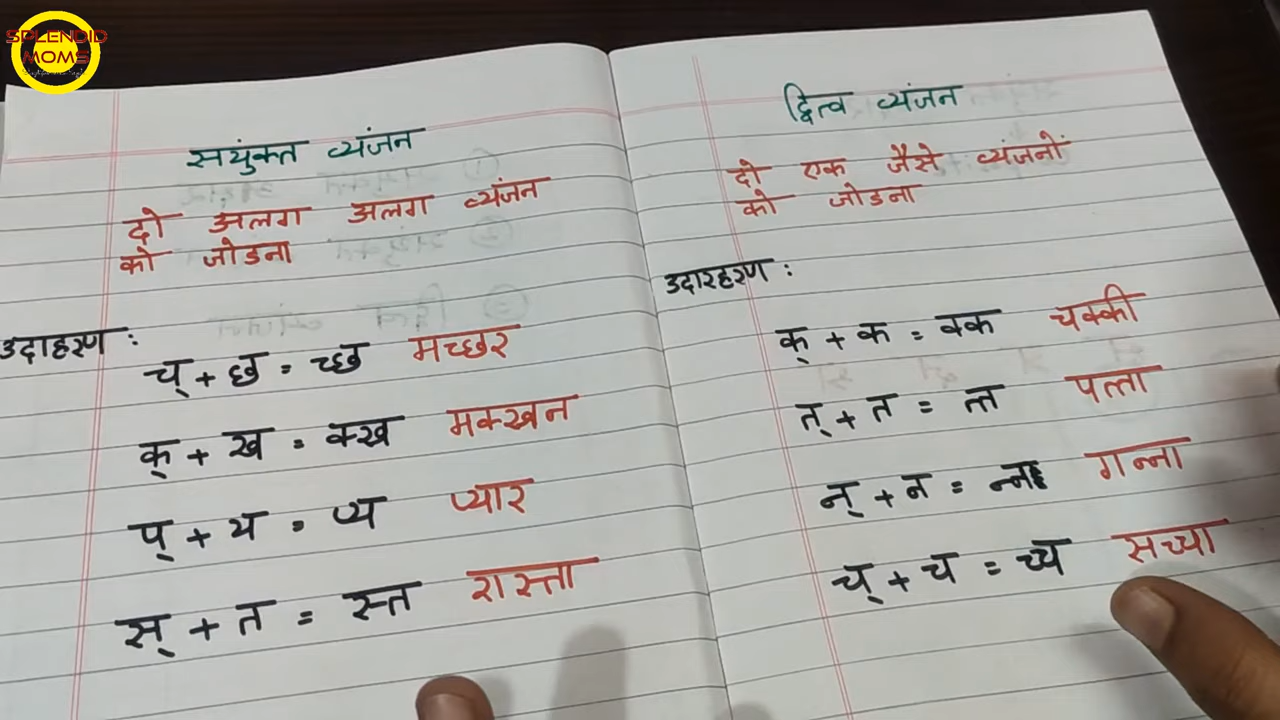 SPLENDID
MOMS
सयुंक्त व्यंजन
दो अलग अलग व्यंजन
को जोडना
उदाहरण :
च् + छ = च्छ मच्छर
क् + ख = क्ख मक्खन
प् + य = प्य प्यार
स् + त = स्त रास्ता
द्वित्व व्यंजन
दो एक जैसे व्यंजनों
को जोडना
उदारहरण :
क् + क = क्क चक्की
त् + त = त्त पत्ता
न् + न = न्न गन्ना
च् + च = च्च सच्चा